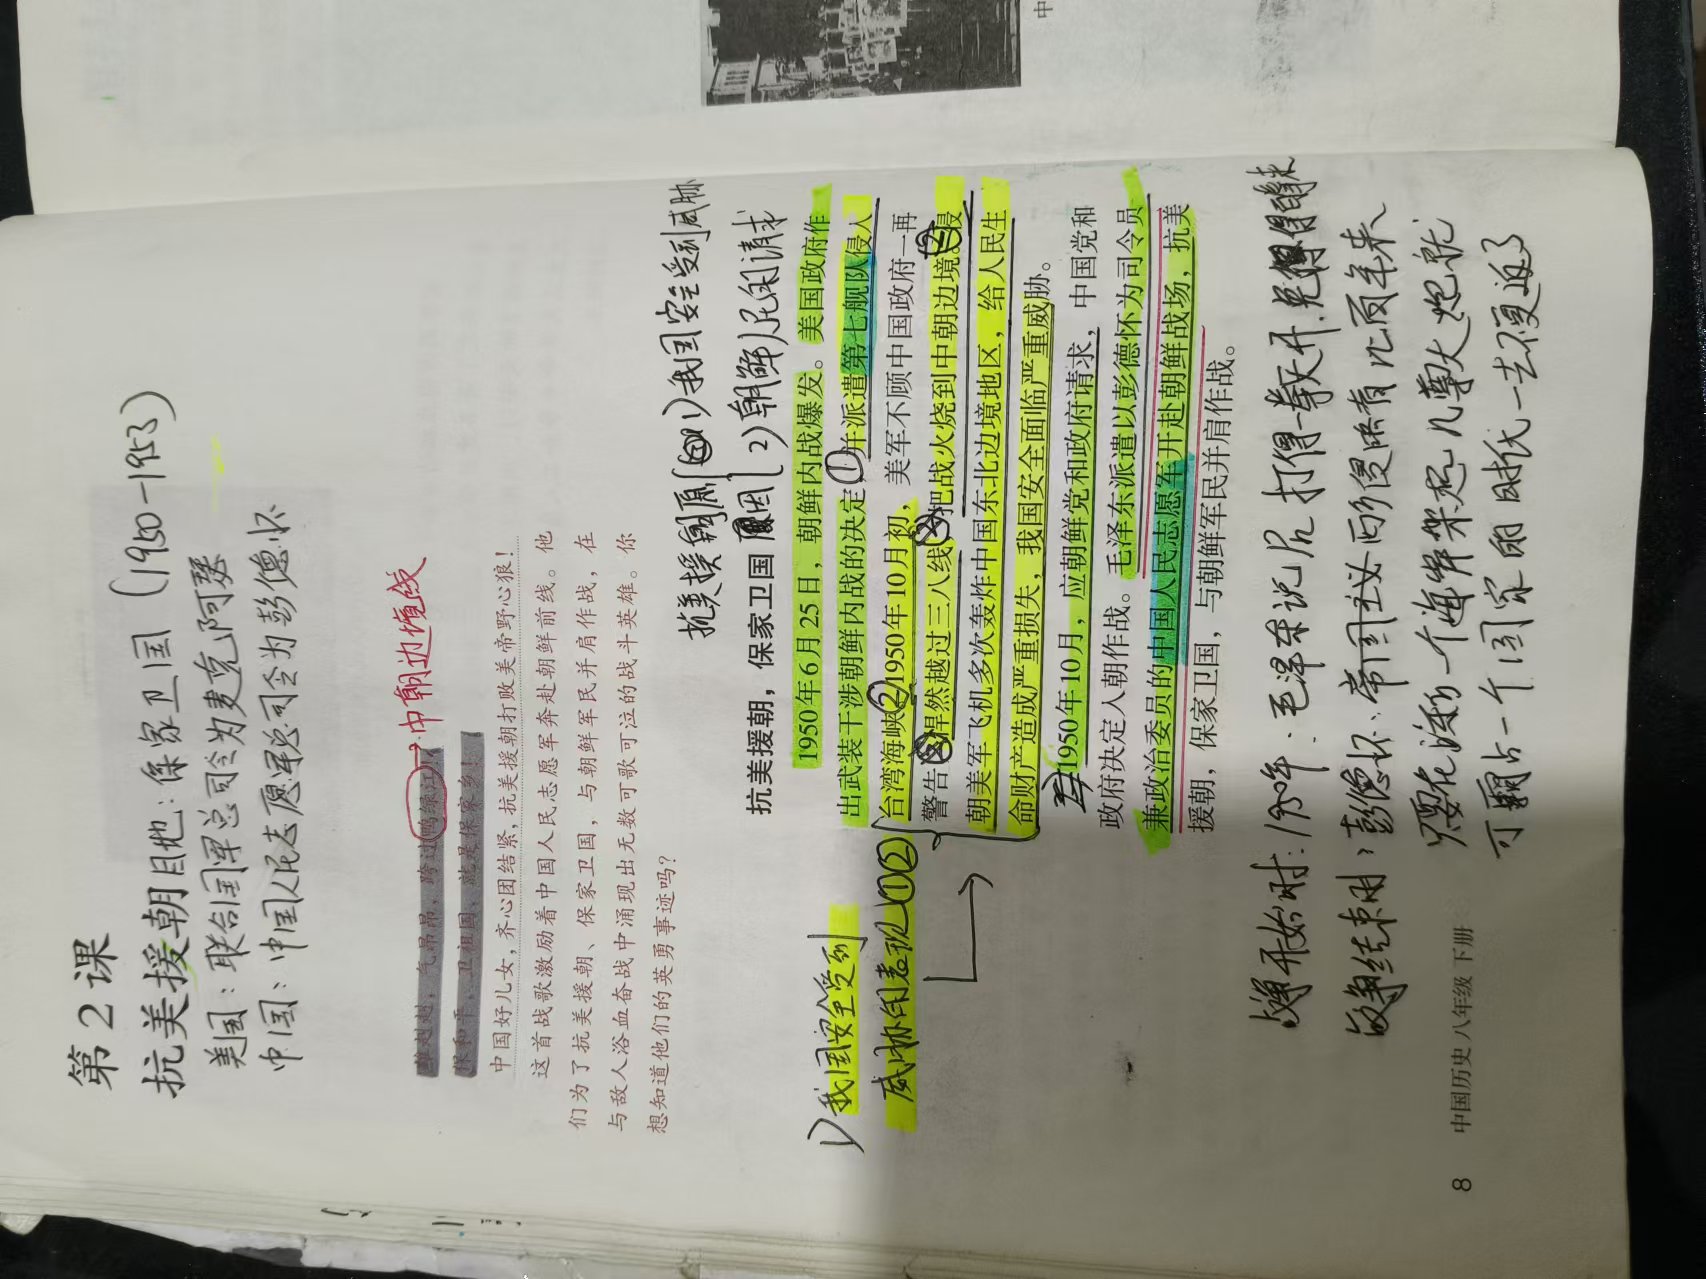 第2课
抗美援朝 目地：保家卫国（1950-1953）
美国：联合国军总司令为麦克阿瑟
中国：中国人民志愿军总司令为彭德怀
雄赳赳，气昂昂，跨过鸭绿江！→中朝边境线
保和平，卫祖国，就是保家乡！
中国好儿女，齐心团结紧，抗美援朝打败美帝野心狼！
这首战歌激励着中国人民志愿军奔赴朝鲜前线。他
们为了抗美援朝、保家卫国，与朝鲜军民并肩作战，在
与敌人浴血奋战中涌现出无数可歌可泣的战斗英雄。你
想知道他们的英勇事迹吗？
抗美援朝原 1）我国安全受到威胁
抗美援朝，保家卫国 原因 2）朝鲜人民的请求
1950年6月25日，朝鲜内战爆发。美国政府作
出武装干涉朝鲜内战的决定，①并派遣第七舰队侵入
台湾海峡②1950年10月初，美军不顾中国政府一再
警告 悍然越过三八线，把战火烧到中朝边境。侵
朝美军飞机多次轰炸中国东北边境地区，给人民生
命财产造成严重损失，我国安全面临严重威胁。
1）我国安全受到
威胁的表现①②
1950年10月，应朝鲜党和政府请求，中国党和
政府决定入朝作战。毛泽东派遣以彭德怀为司令员
兼政治委员的中国人民志愿军开赴朝鲜战场，抗美
援朝，保家卫国，与朝鲜军民并肩作战。
战争开始时：1950年：毛泽东说 打得一拳开，免得
战争结束时：彭德怀：帝国主义 侵略 百年来
只要在 一个海岸架起几尊大炮就
可霸占一个国家的时代一去不复返了
8 中国历史 八年级 下册
中